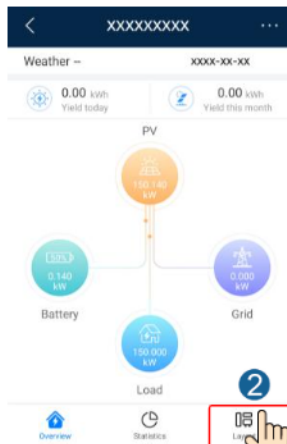 XXXXXXXXX
Weather --
XXXX-XX-XX
0.00 kWh
Yield today
0.00 kWh
Yield this month
PV
150.140
kW
50%
0.140
kW
Battery
0.000
kW
Grid
150.000
kW
Load
2
Overview
Statistics